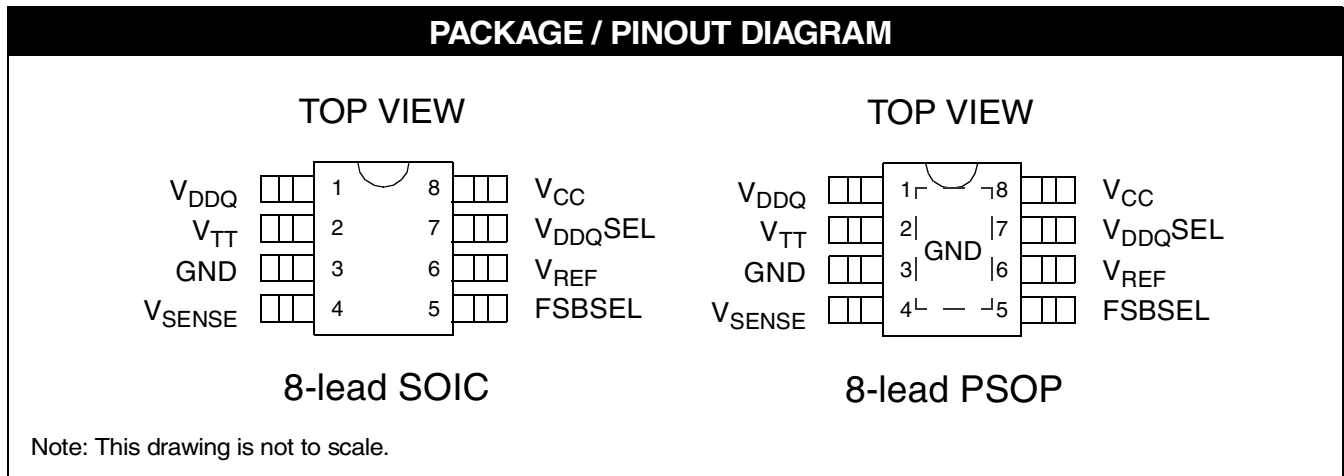 PACKAGE / PINOUT DIAGRAM
TOP VIEW
VDDQ 1 8 VCC
VTT 2 7 VDDQSEL
GND 3 6 VREF
VSENSE 4 5 FSBSEL
8-lead SOIC
TOP VIEW
VDDQ 1 8 VCC
VTT 2 7 VDDQSEL
GND
GND 3 6 VREF
VSENSE 4 5 FSBSEL
8-lead PSOP
Note: This drawing is not to scale.